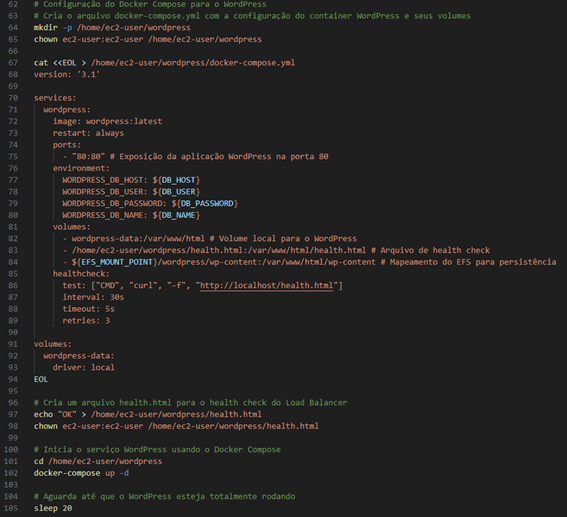 62 # Configuração do Docker Compose para o WordPress
63 # Cria o arquivo docker-compose.yml com a configuração do container WordPress e seus volumes
64 mkdir -p /home/ec2-user/wordpress
65 chown ec2-user:ec2-user /home/ec2-user/wordpress
66
67 cat <<EOL > /home/ec2-user/wordpress/docker-compose.yml
68 version: '3.1'
69
70 services:
71   wordpress:
72     image: wordpress:latest
73     restart: always
74     ports:
75       - "80:80" # Exposição da aplicação WordPress na porta 80
76     environment:
77       WORDPRESS_DB_HOST: ${DB_HOST}
78       WORDPRESS_DB_USER: ${DB_USER}
79       WORDPRESS_DB_PASSWORD: ${DB_PASSWORD}
80       WORDPRESS_DB_NAME: ${DB_NAME}
81     volumes:
82       - wordpress-data:/var/www/html # Volume local para o WordPress
83       - /home/ec2-user/wordpress/health.html:/var/www/html/health.html # Arquivo de health check
84       - ${EFS_MOUNT_POINT}/wordpress/wp-content:/var/www/html/wp-content # Mapeamento do EFS para persistência
85     healthcheck:
86       test: ["CMD", "curl", "-f", "http://localhost/health.html"]
87       interval: 30s
88       timeout: 5s
89       retries: 3
90
91 volumes:
92   wordpress-data:
93     driver: local
94 EOL
95
96 # Cria um arquivo health.html para o health check do Load Balancer
97 echo "OK" > /home/ec2-user/wordpress/health.html
98 chown ec2-user:ec2-user /home/ec2-user/wordpress/health.html
99
100 # Inicia o serviço WordPress usando o Docker Compose
101 cd /home/ec2-user/wordpress
102 docker-compose up -d
103
104 # Aguarda até que o WordPress esteja totalmente rodando
105 sleep 20